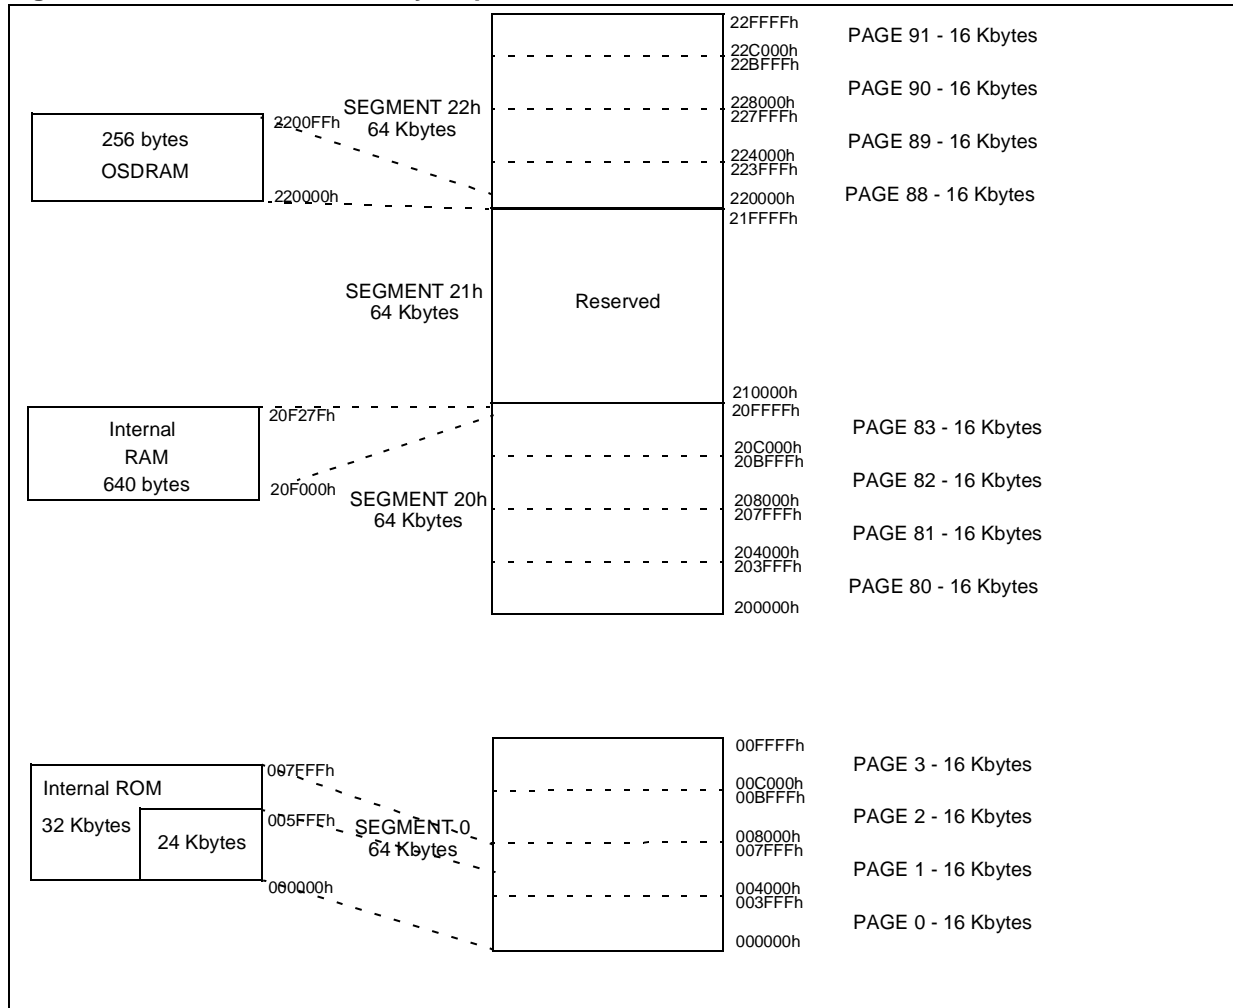 22FFFFh
PAGE 91 - 16 Kbytes
22C000h
22BFFFh
PAGE 90 - 16 Kbytes
SEGMENT 22h
64 Kbytes
228000h
227FFFh
256 bytes
OSDRAM
2200FFh
PAGE 89 - 16 Kbytes
224000h
223FFFh
220000h
220000h
PAGE 88 - 16 Kbytes
21FFFFh
SEGMENT 21h
64 Kbytes
Reserved
210000h
20FFFFh
Internal
RAM
640 bytes
20F27Fh
PAGE 83 - 16 Kbytes
20C000h
20BFFFh
20F000h
PAGE 82 - 16 Kbytes
SEGMENT 20h
64 Kbytes
208000h
207FFFh
PAGE 81 - 16 Kbytes
204000h
203FFFh
PAGE 80 - 16 Kbytes
200000h
00FFFFh
PAGE 3 - 16 Kbytes
007FFFh
Internal ROM
32 Kbytes
24 Kbytes
00C000h
00BFFFh
005FFFh
PAGE 2 - 16 Kbytes
SEGMENT 0
64 Kbytes
008000h
007FFFh
PAGE 1 - 16 Kbytes
000000h
004000h
003FFFh
PAGE 0 - 16 Kbytes
000000h